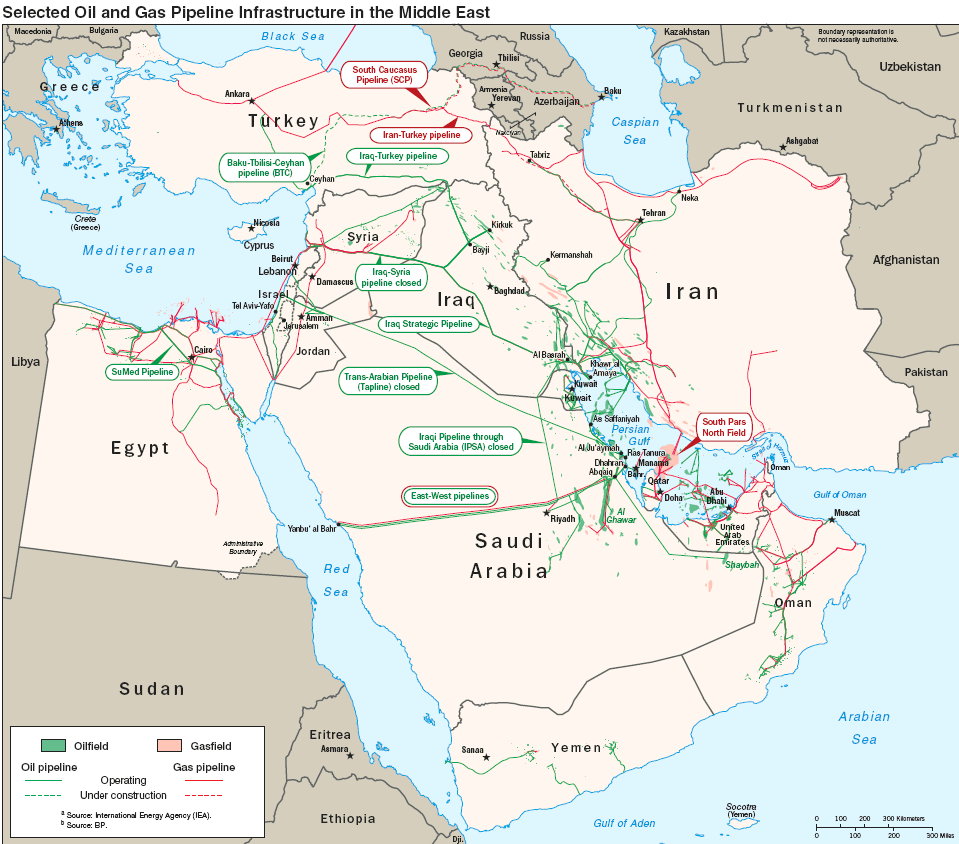 Selected Oil and Gas Pipeline Infrastructure in the Middle East
Macedonia
Bulgaria
Black Sea
Russia
Kazakhstan
Boundary representation is
not necessarily authoritative.
Georgia
Tbilisi
Uzbekistan
South Caucasus
Pipeline (SCP)
Greece
Ankara
Armenia
Yerevan
Azerbaijan
Baku
Turkmenistan
Athens
Turkey
Iran-Turkey pipeline
Caspian
Sea
Iraq-Turkey pipeline
Tabriz
Ashgabat
Baku-Tbilisi-Ceyhan
pipeline (BTC)
Ceyhan
Neka
Crete
(Greece)
Nicosia
Cyprus
Tehran
Mediterranean
Sea
Syria
Kirkuk
Bayji
Kermanshah
Beirut
Lebanon
Afghanistan
Iraq-Syria
pipeline closed
Damascus
Baghdad
Israel
Iraq
Iran
Tel Aviv-Yafo
Amman
Jerusalem
Iraq Strategic Pipeline
Libya
Cairo
Jordan
Al Basrah
Khawr al
Amaya
SuMed Pipeline
Trans-Arabian Pipeline
(Tapline) closed
Kuwait
Kuwait
Pakistan
As Saffaniyah
Persian
Gulf
South Pars
North Field
Egypt
Iraqi Pipeline through
Saudi Arabia (IPSA) closed
Al Ju'aymah
Ras Tanura
Strait of Hormuz
Dhahran
Manama
Abqaiq
Bahr.
Oman
Qatar
East-West pipelines
Doha
Abu
Dhabi
Gulf of Oman
Al
Ghawar
Riyadh
Muscat
Yanbu' al Bahr
United
Arab
Emirates
Administrative
Boundary
Saudi
Arabia
Red
Sea
Shaybah
Oman
Sudan
Arabian
Sea
Eritrea
Asmara
Sanaa
Yemen
Oilfield
Gasfield
Oil pipeline
Gas pipeline
Operating
Under construction
a Source: International Energy Agency (IEA).
b Source: BP.
Ethiopia
Gulf of Aden
Socotra
(Yemen)
Dji.
0 100 200 300 Kilometers
0 100 200 300 Miles